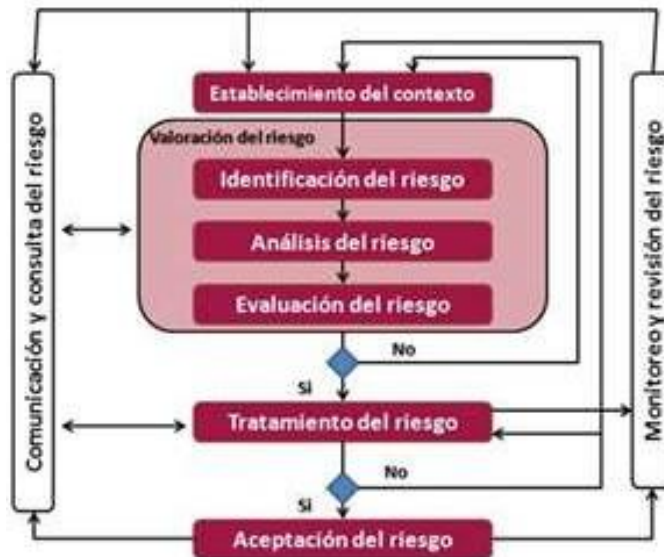 Establecimiento del contexto
Valoración del riesgo
Identificación del riesgo
Análisis del riesgo
Evaluación del riesgo
No
Si
Tratamiento del riesgo
No
Si
Aceptación del riesgo
Comunicación y consulta del riesgo
Monitoreo y revisión del riesgo